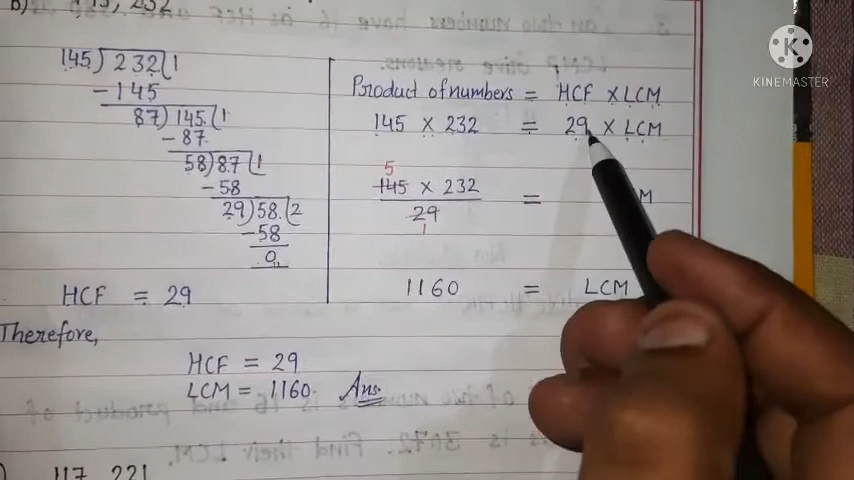 b) 145, 232
145) 232 (1
- 145
87) 145 (1
- 87
58) 87 (1
- 58
29) 58 (2
- 58
0
HCF = 29
Product of numbers = HCF X LCM
145 X 232 = 29 X LCM
5
145 X 232 =
29
1
1160 = LCM
Therefore,
HCF = 29
LCM = 1160 Ans.
117, 221
K
KINEMASTER